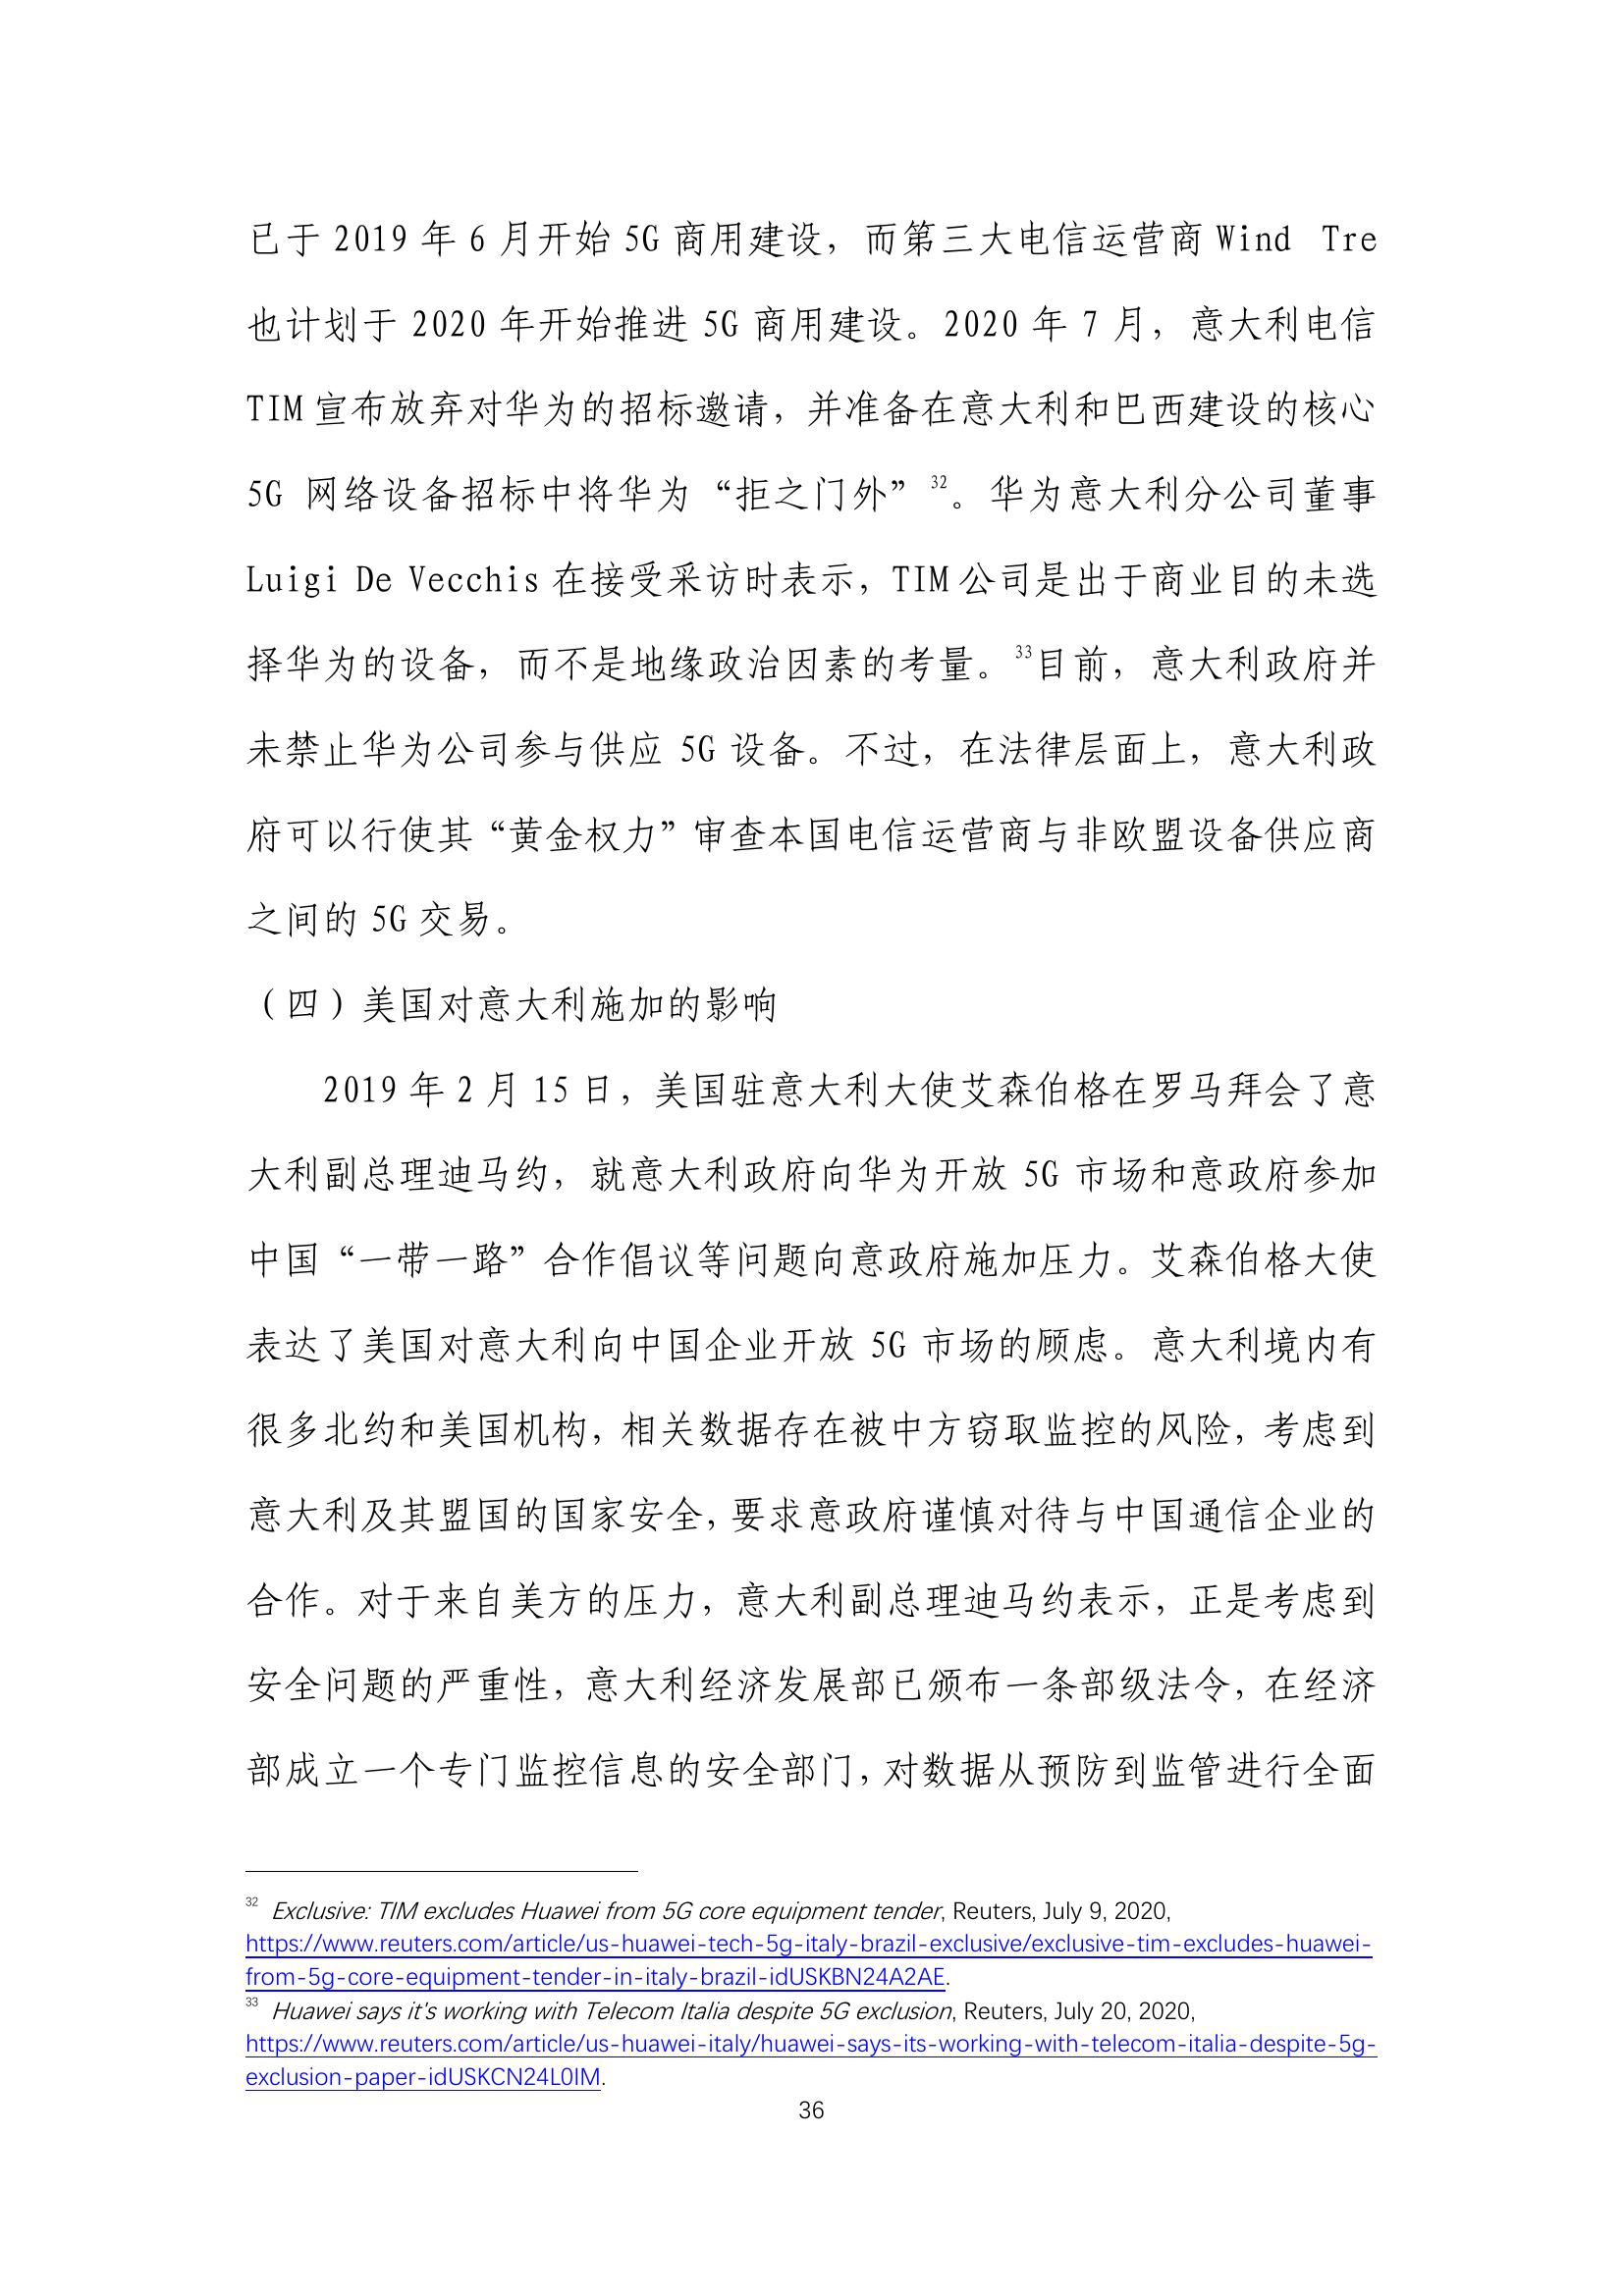 已于 2019 年 6 月开始 5G 商用建设，而第三大电信运营商 Wind Tre
也计划于 2020 年开始推进 5G 商用建设。2020 年 7 月，意大利电信
TIM 宣布放弃对华为的招标邀请，并准备在意大利和巴西建设的核心
5G 网络设备招标中将华为“拒之门外”32。华为意大利分公司董事
Luigi De Vecchis 在接受采访时表示，TIM 公司是出于商业目的未选
择华为的设备，而不是地缘政治因素的考量。33目前，意大利政府并
未禁止华为公司参与供应 5G 设备。不过，在法律层面上，意大利政
府可以行使其“黄金权力”审查本国电信运营商与非欧盟设备供应商
之间的 5G 交易。
（四）美国对意大利施加的影响
2019 年 2 月 15 日，美国驻意大利大使艾森伯格在罗马拜会了意
大利副总理迪马约，就意大利政府向华为开放 5G 市场和意政府参加
中国“一带一路”合作倡议等问题向意政府施加压力。艾森伯格大使
表达了美国对意大利向中国企业开放 5G 市场的顾虑。意大利境内有
很多北约和美国机构，相关数据存在被中方窃取监控的风险，考虑到
意大利及其盟国的国家安全，要求意政府谨慎对待与中国通信企业的
合作。对于来自美方的压力，意大利副总理迪马约表示，正是考虑到
安全问题的严重性，意大利经济发展部已颁布一条部级法令，在经济
部成立一个专门监控信息的安全部门，对数据从预防到监管进行全面
32 Exclusive: TIM excludes Huawei from 5G core equipment tender, Reuters, July 9, 2020,
https://www.reuters.com/article/us-huawei-tech-5g-italy-brazil-exclusive/exclusive-tim-excludes-huawei-
from-5g-core-equipment-tender-in-italy-brazil-idUSKBN24A2AE.
33 Huawei says it's working with Telecom Italia despite 5G exclusion, Reuters, July 20, 2020,
https://www.reuters.com/article/us-huawei-italy/huawei-says-its-working-with-telecom-italia-despite-5g-
exclusion-paper-idUSKCN24L0IM.
36